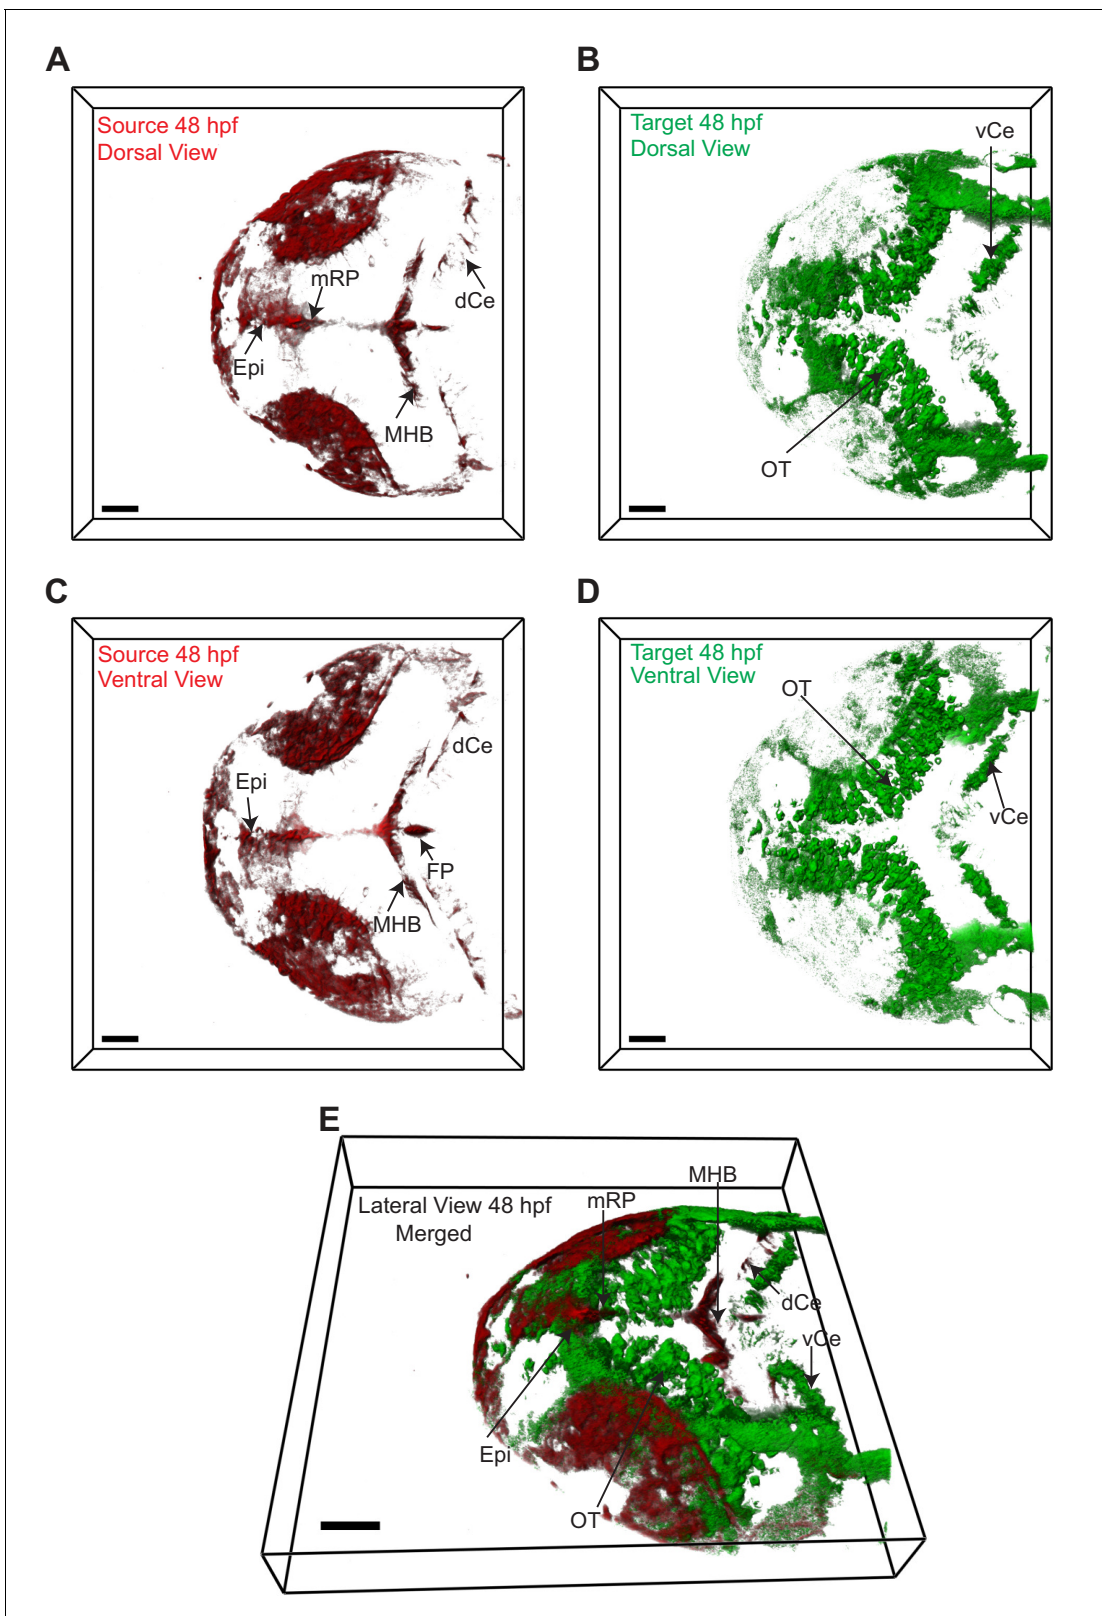 A
Source 48 hpf
Dorsal View
mRP
dCe
Epi
MHB
B
Target 48 hpf
Dorsal View
vCe
OT
C
Source 48 hpf
Ventral View
dCe
Epi
FP
MHB
D
Target 48 hpf
Ventral View
OT
vCe
E
MHB
Lateral View 48 hpf
mRP
Merged
dCe
vCe
Epi
OT